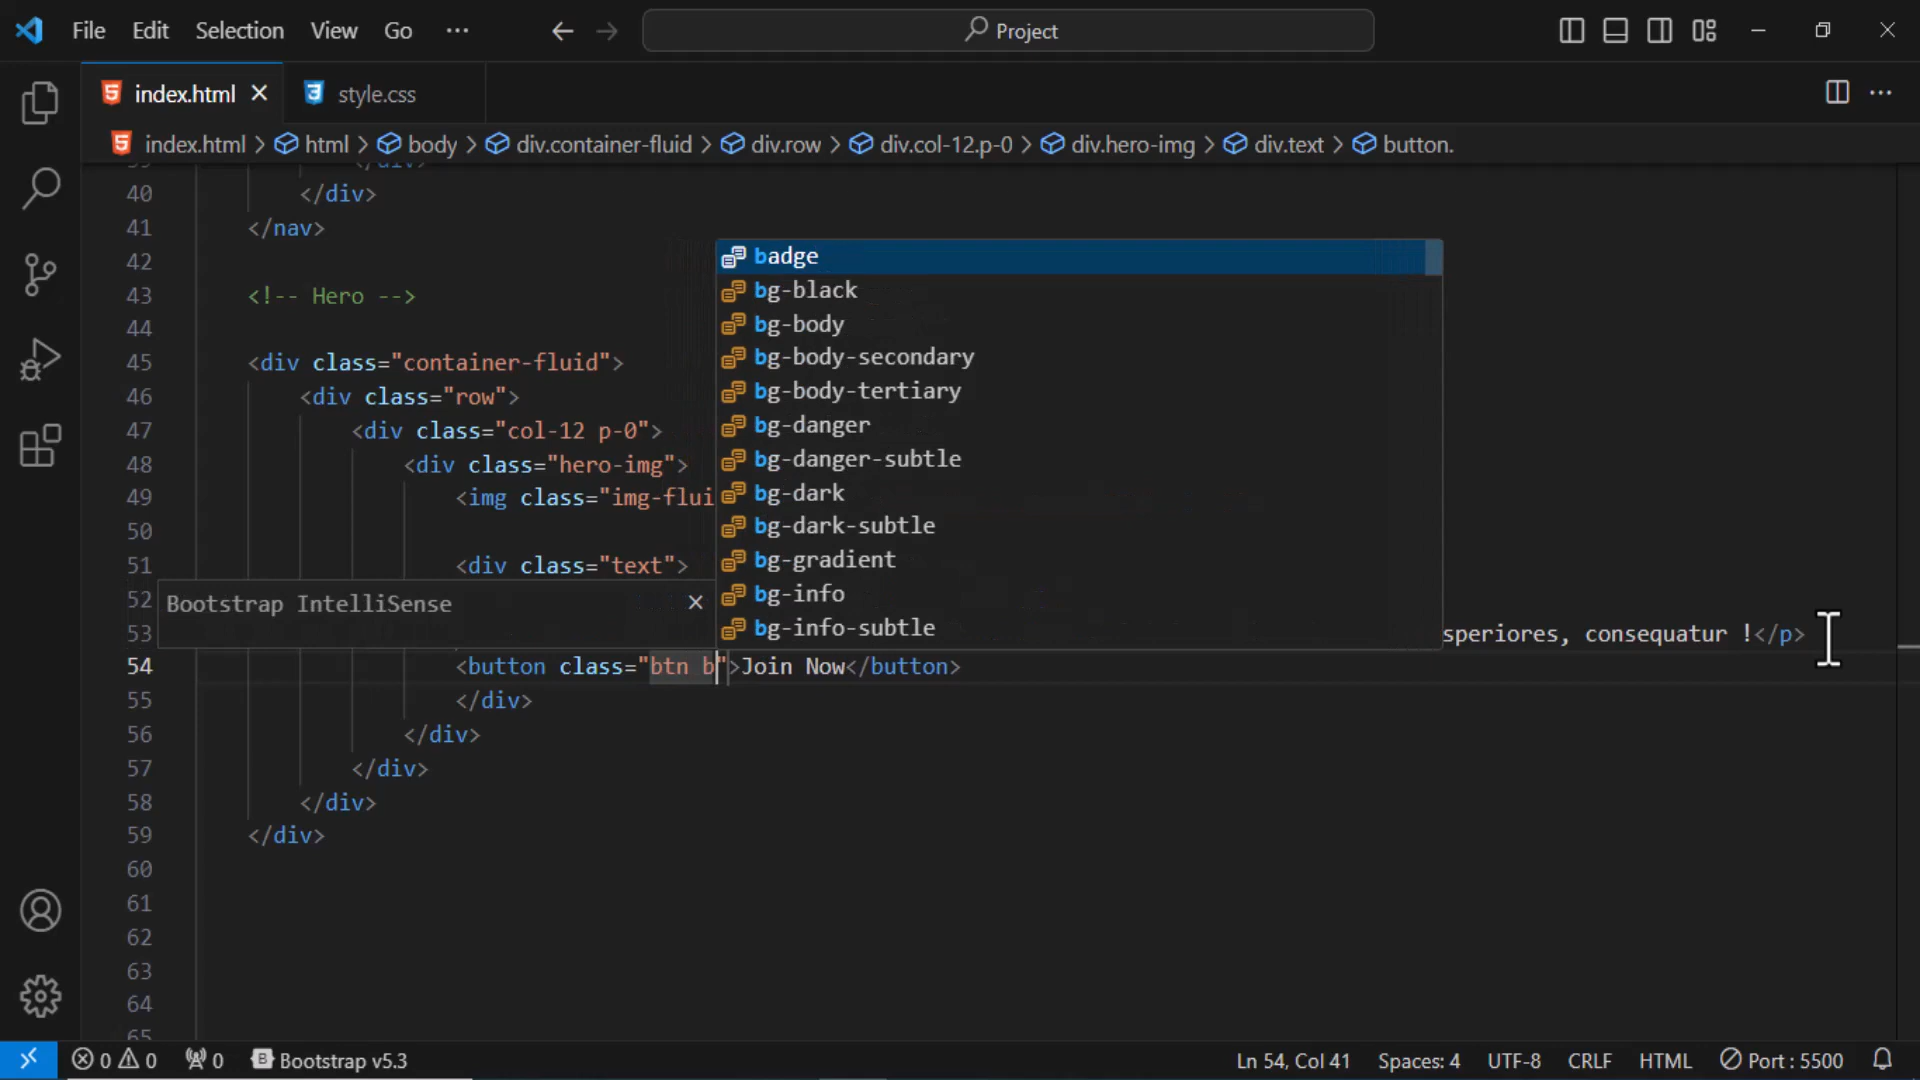 File Edit Selection View Go ··· Project
index.html style.css
index.html > html > body > div.container-fluid > div.row > div.col-12.p-0 > div.hero-img > div.text > button.
40 </div>
41 </nav>
42
43 <!-- Hero -->
44
45 <div class="container-fluid">
46 <div class="row">
47 <div class="col-12 p-0">
48 <div class="hero-img">
49 <img class="img-flui
50
51 <div class="text">
52
53 speriores, consequatur !</p>
54 <button class="btn b">Join Now</button>
55 </div>
56 </div>
57 </div>
58 </div>
59 </div>
60
61
62
63
64
65
badge
bg-black
bg-body
bg-body-secondary
bg-body-tertiary
bg-danger
bg-danger-subtle
bg-dark
bg-dark-subtle
bg-gradient
bg-info
bg-info-subtle
Bootstrap IntelliSense
0 0 0 Bootstrap v5.3 Ln 54, Col 41 Spaces: 4 UTF-8 CRLF HTML Port : 5500